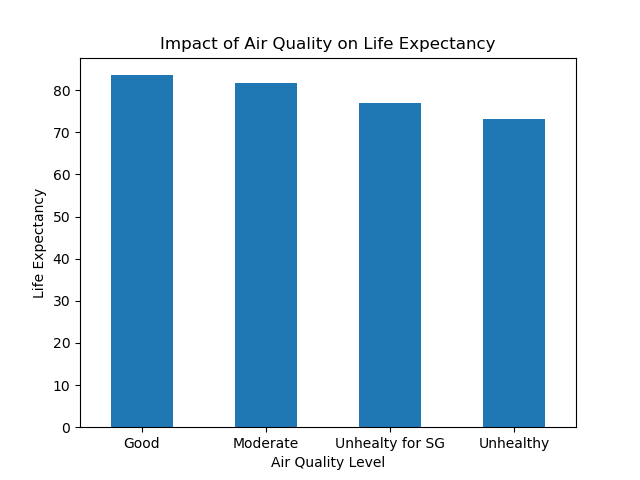 Impact of Air Quality on Life Expectancy
Life Expectancy
80
70
60
50
40
30
20
10
0
Good Moderate Unhealty for SG Unhealthy
Air Quality Level